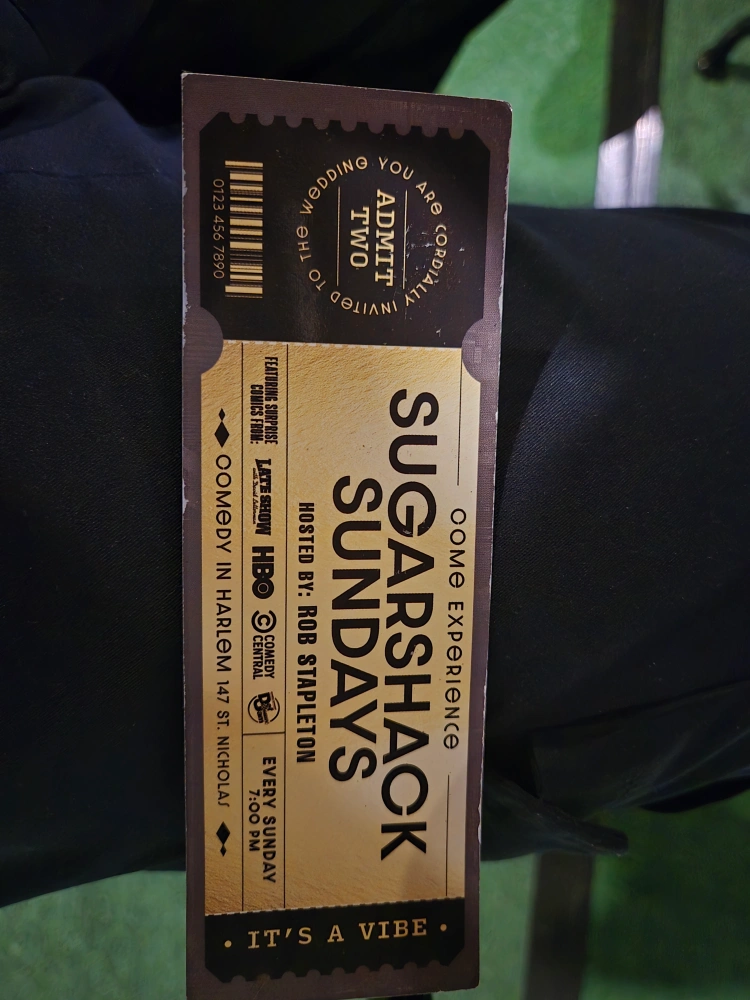 YOU ARE CORDIALLY INVITED TO THE WEDDING
ADMIT
TWO
0123 456 7890
COME EXPERIENCE
SUGARSHACK
SUNDAYS
HOSTED BY: ROB STAPLETON
FEATURING SURPRISE
COMICS FROM:
LATE SHOW
HBO
COMEDY
CENTRAL
EVERY SUNDAY
7:00 PM
COMEDY IN HARLEM 147 ST. NICHOLAS
• IT'S A VIBE •